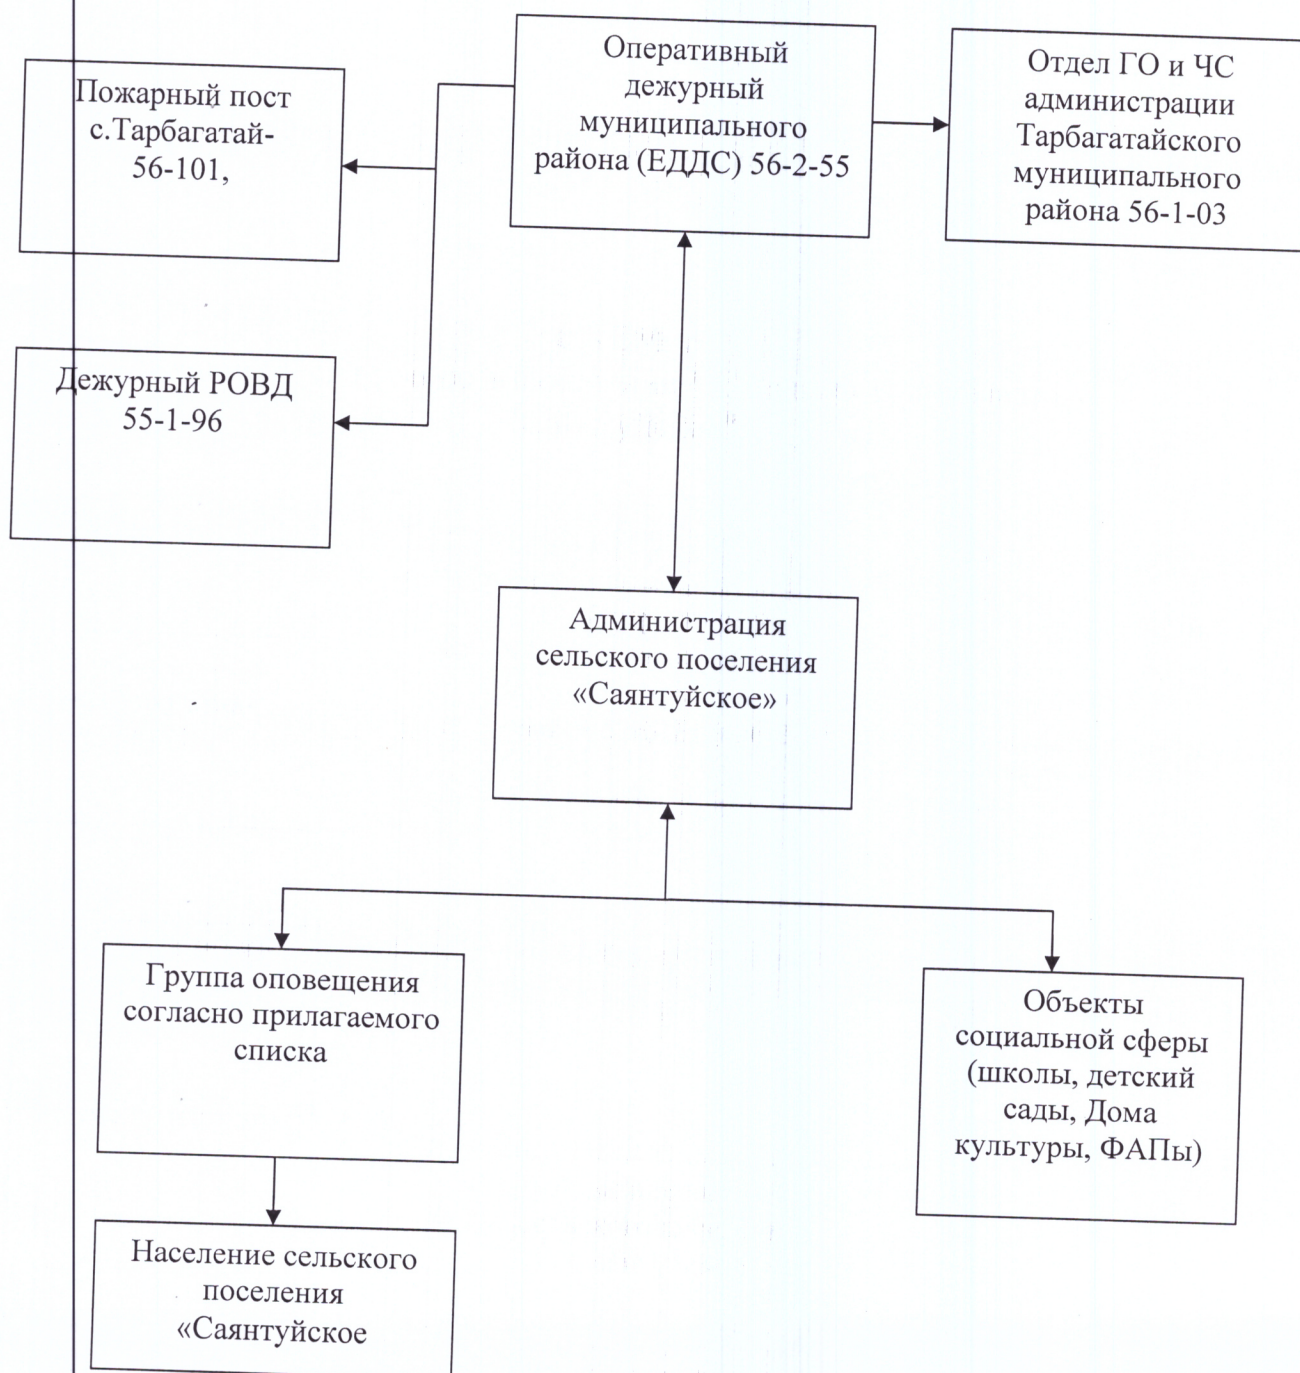 Оперативный
дежурный
муниципального
района (ЕДДС) 56-2-55
Отдел ГО и ЧС
администрации
Тарбагатайского
муниципального
района 56-1-03
Пожарный пост
с.Тарбагатай-
56-101,
Дежурный РОВД
55-1-96
Администрация
сельского поселения
«Саянтуйское»
Группа оповещения
согласно прилагаемого
списка
Объекты
социальной сферы
(школы, детский
сады, Дома
культуры, ФАПы)
Население сельского
поселения
«Саянтуйское